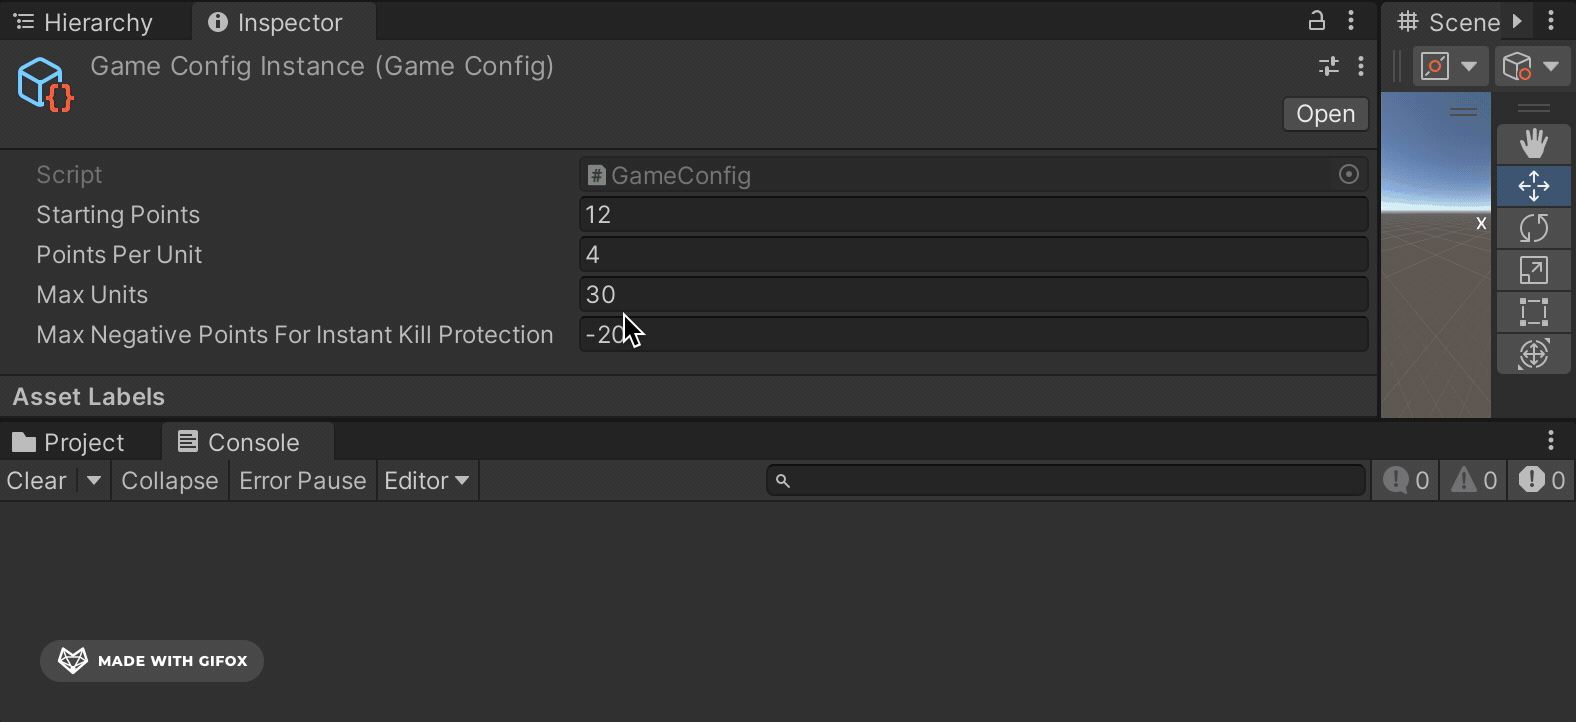 Hierarchy
Inspector
Scene
Game Config Instance (Game Config)
Open
Script
GameConfig
Starting Points
12
Points Per Unit
4
Max Units
30
Max Negative Points For Instant Kill Protection
-20
X
Asset Labels
Project
Console
Clear
Collapse
Error Pause
Editor
0
0
0
MADE WITH GIFOX